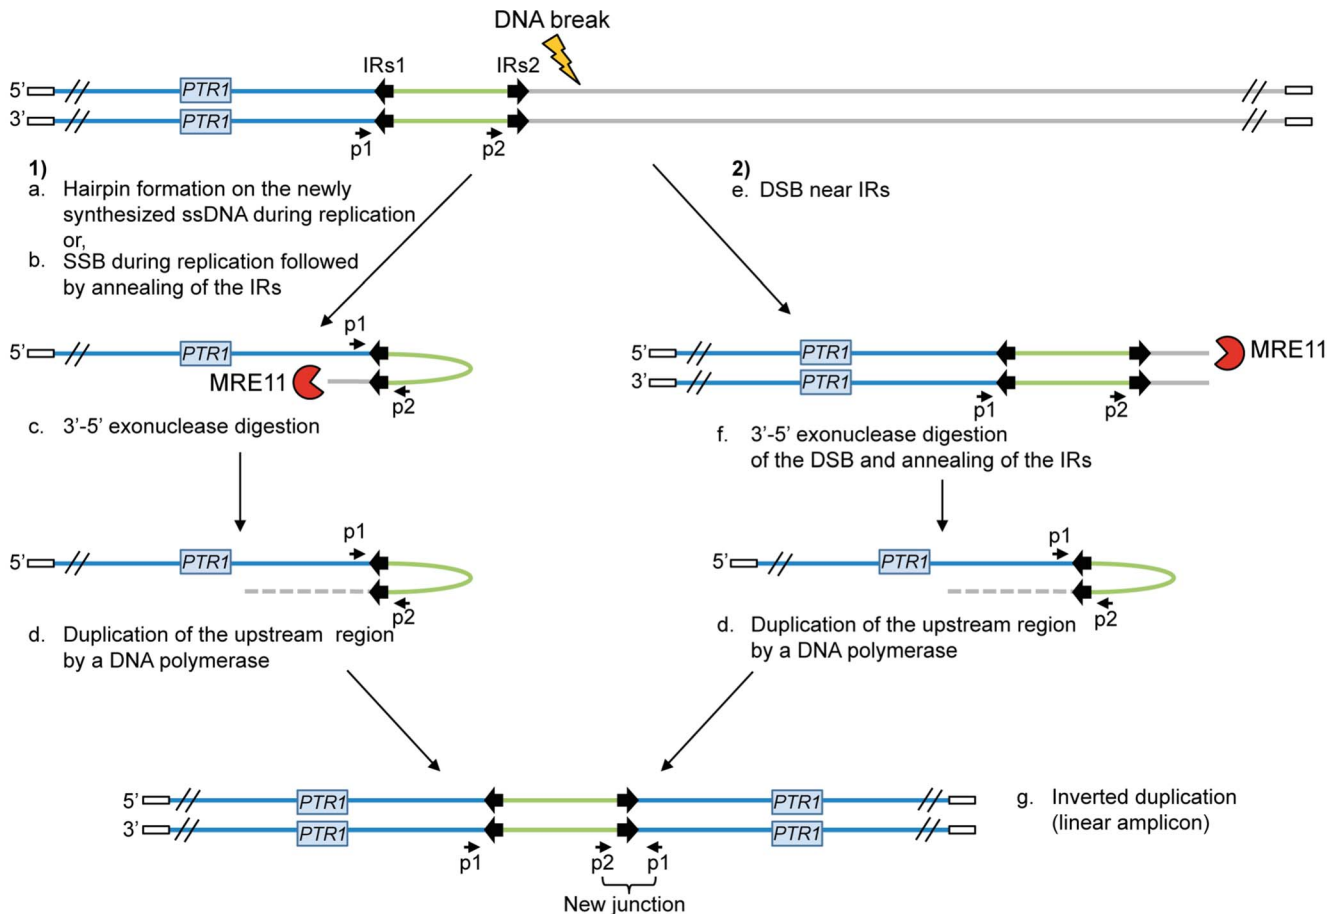 DNA break
IRs1
IRs2
5’
PTR1
3’
PTR1
p1
p2
1)
a. Hairpin formation on the newly
synthesized ssDNA during replication
or,
b. SSB during replication followed
by annealing of the IRs
2)
e. DSB near IRs
p1
5’
PTR1
MRE11
p2
c. 3’-5’ exonuclease digestion
5’
PTR1
MRE11
3’
PTR1
p1
p2
f. 3’-5’ exonuclease digestion
of the DSB and annealing of the IRs
p1
5’
PTR1
p2
d. Duplication of the upstream region
by a DNA polymerase
p1
5’
PTR1
p2
d. Duplication of the upstream region
by a DNA polymerase
5’
PTR1
PTR1
3’
PTR1
PTR1
p1
p2
p1
New junction
g. Inverted duplication
(linear amplicon)